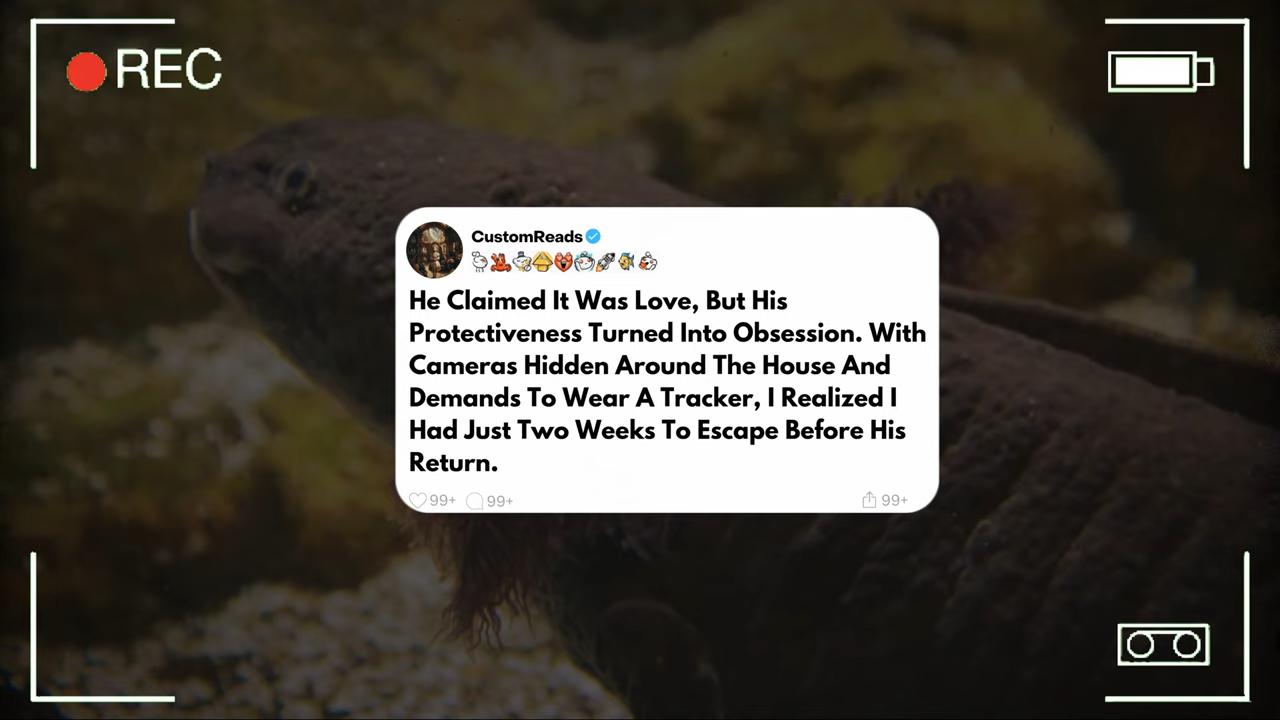 REC
CustomReads
He Claimed It Was Love, But His
Protectiveness Turned Into Obsession. With
Cameras Hidden Around The House And
Demands To Wear A Tracker, I Realized I
Had Just Two Weeks To Escape Before His
Return.
99+ 99+ 99+